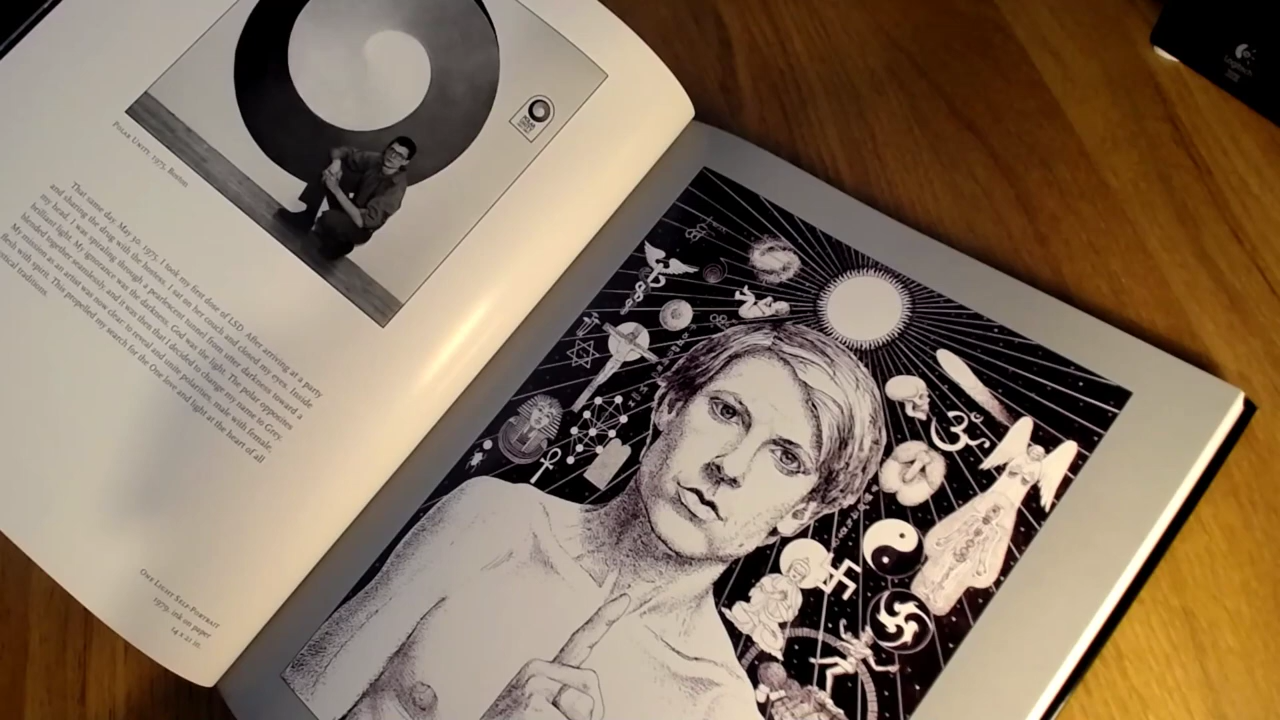 Polar Unity, 1975, Boston
That same day, May 30, 1975, I took my first dose of LSD. After arriving at a party
and sharing the drug with the hostess, I sat on her couch and closed my eyes. Inside
my head, I was spiraling through a pearlescent tunnel from utter darkness toward a
brilliant light. My ignorance was the darkness. God was the light. The polar opposites
blended together seamlessly, and it was then that I decided to change my name to Grey.
My mission as an artist was now clear: to reveal and unite polarities, male with female,
flesh with spirit. This propelled my search for the One love and light at the heart of all
traditions.
One Light Self-Portrait
1979, ink on paper
14 x 21 in.
Logitech